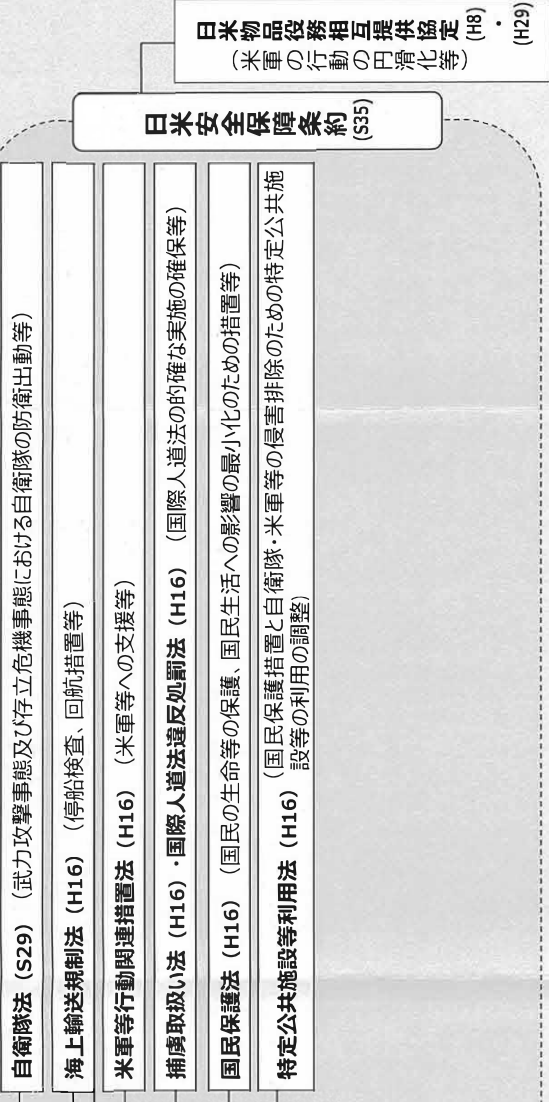 自衛隊法（S29）（武力攻撃事態及び存立危機事態における自衛隊の防衛出動等）
海上輸送規制法（H16）（停船検査、回航措置等）
米軍等行動関連措置法（H16）（米軍等への支援等）
捕虜取扱い法（H16）・国際人道法違反処罰法（H16）（国際人道法の的確な実施の確保等）
国民保護法（H16）（国民の生命等の保護、国民生活への影響の最小化のための措置等）
特定公共施設等利用法（H16）（国民保護措置と自衛隊・米軍等の侵害排除のための特定公共施
設等の利用の調整）
日米安全保障条約(S35)
日米物品役務相互提供協定(H8)・(H29)
（米軍の行動の円滑化等）